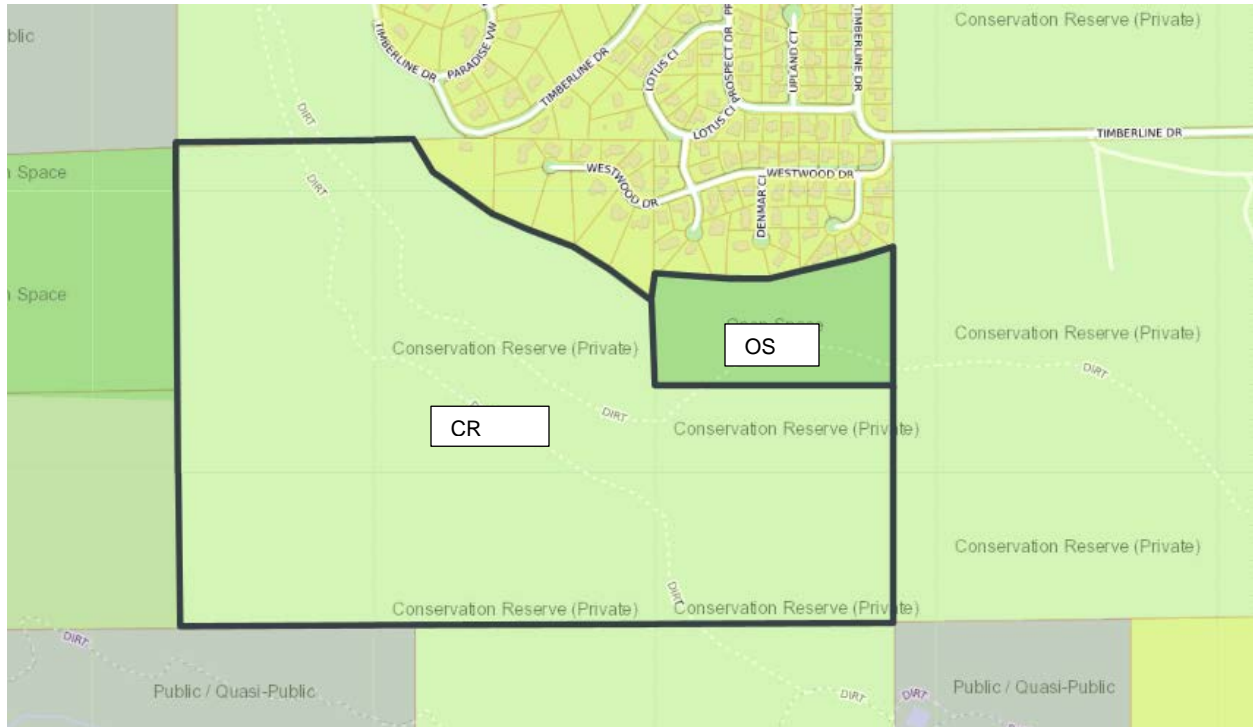 Conservation Reserve (Private)
blic
TIMBERLINE DR
PARADISE VW
TIMBERLINE DR
LOTUS CI
PROSPECT DR
UPLAND CT
TIMBERLINE DR
LOTUS CI
TIMBERLINE DR
DIRT
DIRT
Space
WESTWOOD DR
WESTWOOD DR
DENMAR CI
Space
Conservation Reserve (Private)
OS
Conservation Reserve (Private)
DIRT
DIRT
CR
Conservation Reserve (Private)
Conservation Reserve (Private)
DIRT
Conservation Reserve (Private)
Conservation Reserve (Private)
DIRT
Public / Quasi-Public
DIRT
DIRT
Public / Quasi-Public